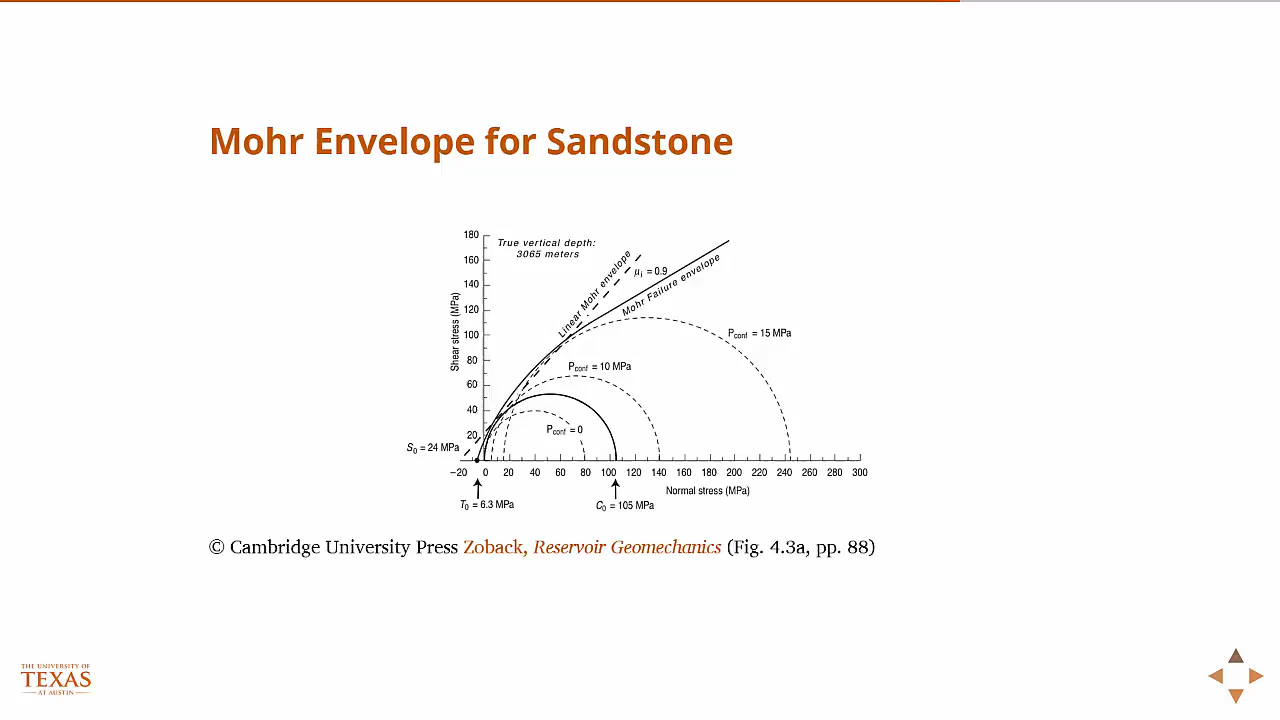 Mohr Envelope for Sandstone
180
160
140
120
100
80
60
40
20
Shear stress (MPa)
True vertical depth:
3065 meters
Linear Mohr envelope
μi = 0.9
Mohr Failure envelope
Pconf = 15 MPa
Pconf = 10 MPa
Pconf = 0
S0 = 24 MPa
−20 0 20 40 60 80 100 120 140 160 180 200 220 240 260 280 300
Normal stress (MPa)
T0 = 6.3 MPa
C0 = 105 MPa
© Cambridge University Press Zoback, Reservoir Geomechanics (Fig. 4.3a, pp. 88)
THE UNIVERSITY OF
TEXAS
AT AUSTIN